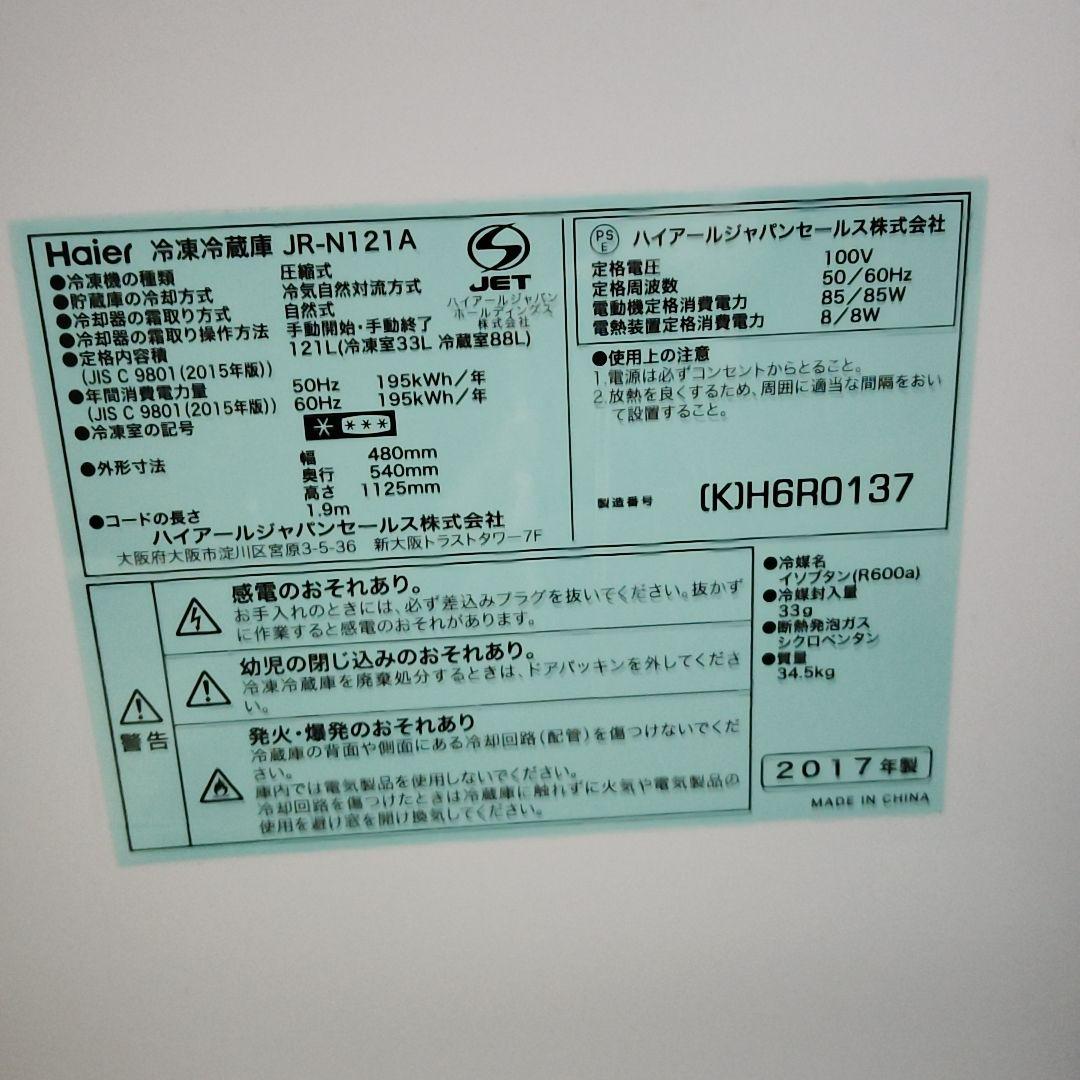 Haier 冷凍冷蔵庫 JR-N121A
●冷凍機の種類 圧縮式
●貯蔵庫の冷却方式 冷気自然対流方式
●冷却器の霜取り方式 自然式
●冷却器の霜取り操作方法 手動開始・手動終了
●定格内容積 121L(冷凍室33L 冷蔵室88L)
(JIS C 9801(2015年版))
●年間消費電力量 50Hz 195kWh/年
(JIS C 9801(2015年版)) 60Hz 195kWh/年
●冷凍室の記号
●外形寸法 幅 480mm
奥行 540mm
高さ 1125mm
●コードの長さ 1.9m
ハイアールジャパンセールス株式会社
大阪府大阪市淀川区宮原3-5-36 新大阪トラストタワー7F
JET
ハイアールジャパン
ホールディングス
株式会社
PS
E
ハイアールジャパンセールス株式会社
定格電圧 100V
定格周波数 50/60Hz
電動機定格消費電力 85/85W
電熱装置定格消費電力 8/8W
●使用上の注意
1.電源は必ずコンセントからとること。
2.放熱を良くするため、周囲に適当な間隔をおい
て設置すること。
製造番号 (K)H6R0137
警告
感電のおそれあり。
お手入れのときには、必ず差込みプラグを抜いてください。抜かず
に作業すると感電のおそれがあります。
幼児の閉じ込みのおそれあり。
冷凍冷蔵庫を廃棄処分するときは、ドアパッキンを外してくださ
い。
発火・爆発のおそれあり
冷蔵庫の背面や側面にある冷却回路(配管)を傷つけないでくだ
さい。
庫内では電気製品を使用しないでください。
冷却回路を傷つけたときは冷蔵庫に触れずに火気や電気製品の
使用を避け窓を開け換気してください。
●冷媒名
イソブタン(R600a)
●冷媒封入量
33g
●断熱発泡ガス
シクロペンタン
●質量
34.5kg
2017年製
MADE IN CHINA